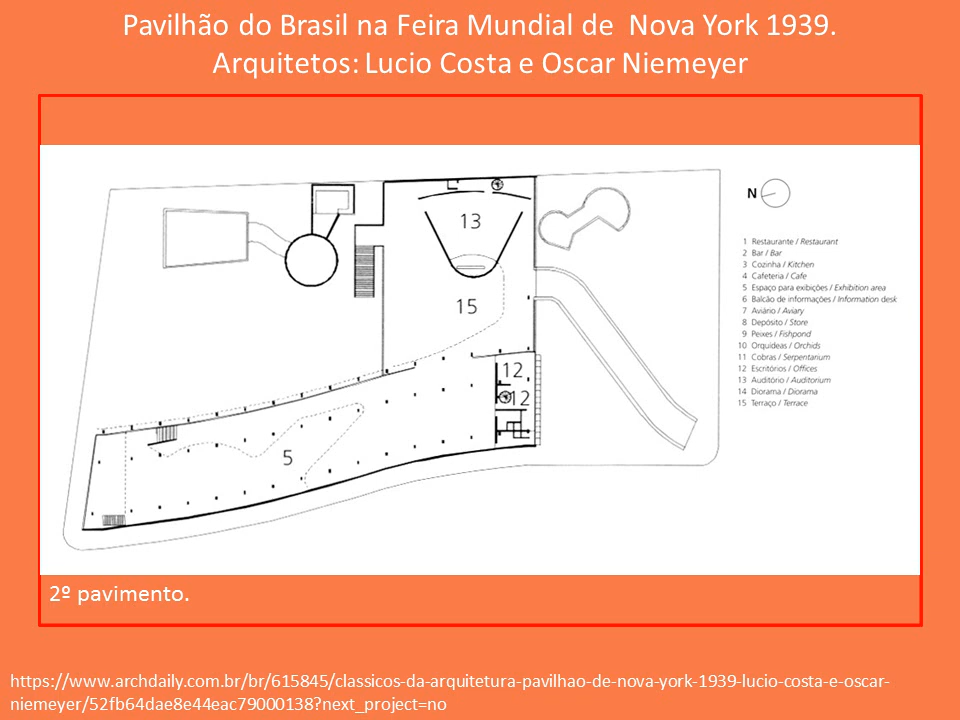 Pavilhão do Brasil na Feira Mundial de Nova York 1939.
Arquitetos: Lucio Costa e Oscar Niemeyer
N
13
15
12
12
5
1 Restaurante / Restaurant
2 Bar / Bar
3 Cozinha / Kitchen
4 Cafeteria / Cafe
5 Espaço para exibições / Exhibition area
6 Balcão de informações / Information desk
7 Aviário / Aviary
8 Depósito / Store
9 Peixes / Fishpond
10 Orquídeas / Orchids
11 Cobras / Serpentarium
12 Escritórios / Offices
13 Auditório / Auditorium
14 Diorama / Diorama
15 Terraço / Terrace
2º pavimento.
https://www.archdaily.com.br/br/615845/classicos-da-arquitetura-pavilhao-de-nova-york-1939-lucio-costa-e-oscar-
niemeyer/52fb64dae8e44eac79000138?next_project=no